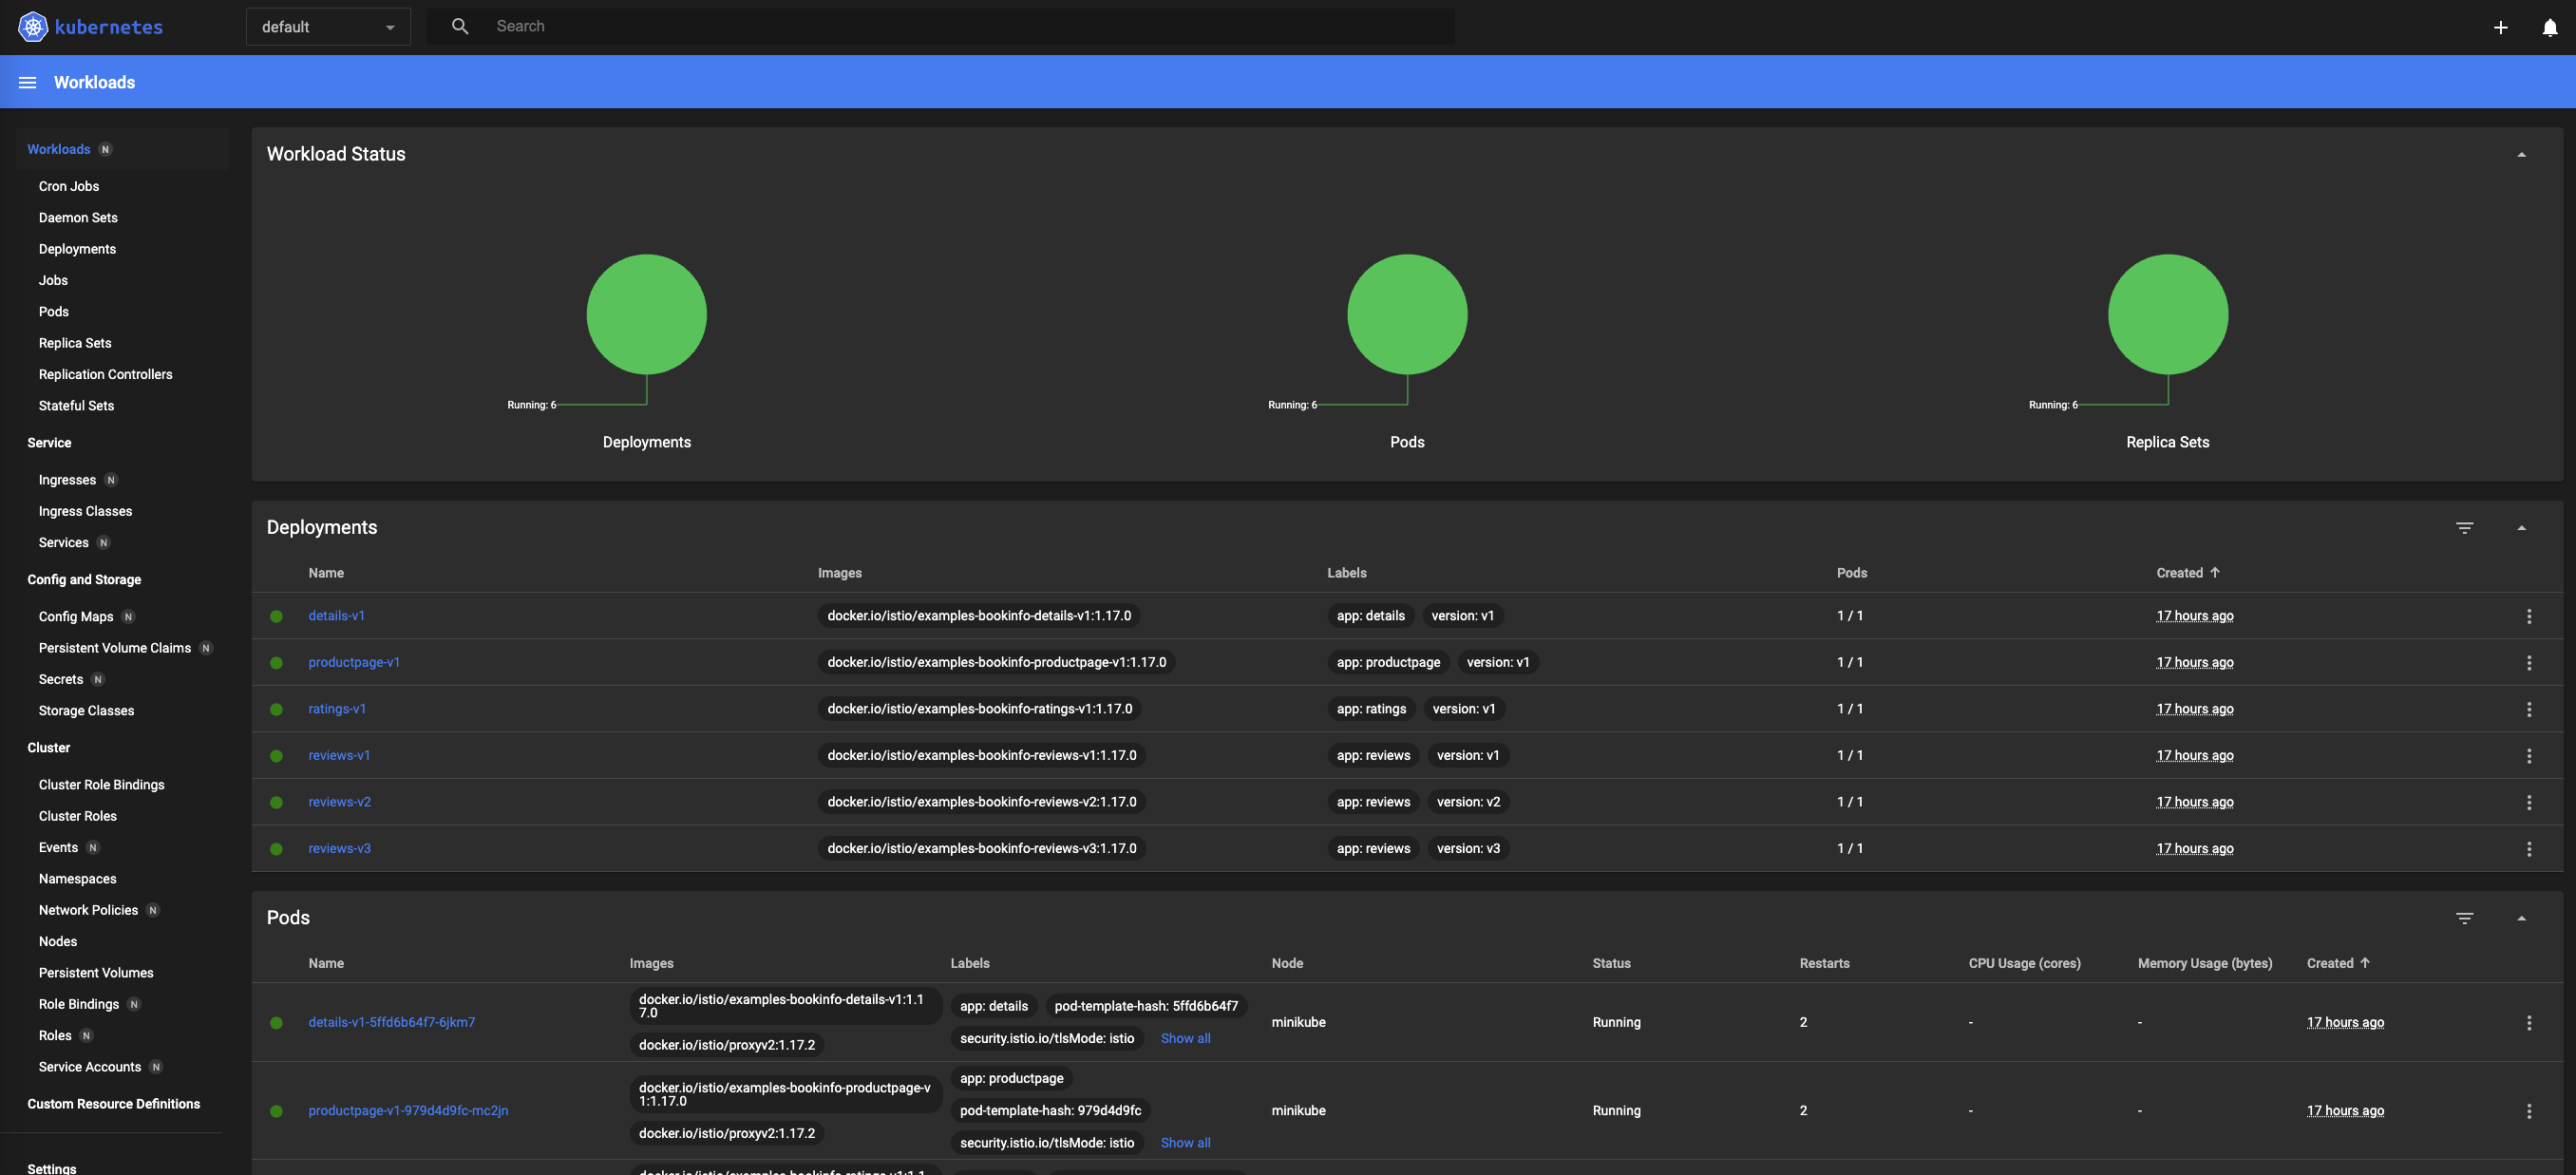 kubernetes
default
Search
Workloads
Workloads N
Cron Jobs
Daemon Sets
Deployments
Jobs
Pods
Replica Sets
Replication Controllers
Stateful Sets
Service
Ingresses N
Ingress Classes
Services N
Config and Storage
Config Maps N
Persistent Volume Claims N
Secrets N
Storage Classes
Cluster
Cluster Role Bindings
Cluster Roles
Events N
Namespaces
Network Policies N
Nodes
Persistent Volumes
Role Bindings N
Roles N
Service Accounts N
Custom Resource Definitions
Settings
Workload Status
Running: 6
Deployments
Running: 6
Pods
Running: 6
Replica Sets
Deployments
Name Images Labels Pods Created
details-v1 docker.io/istio/examples-bookinfo-details-v1:1.17.0 app: details version: v1 1 / 1 17 hours ago
productpage-v1 docker.io/istio/examples-bookinfo-productpage-v1:1.17.0 app: productpage version: v1 1 / 1 17 hours ago
ratings-v1 docker.io/istio/examples-bookinfo-ratings-v1:1.17.0 app: ratings version: v1 1 / 1 17 hours ago
reviews-v1 docker.io/istio/examples-bookinfo-reviews-v1:1.17.0 app: reviews version: v1 1 / 1 17 hours ago
reviews-v2 docker.io/istio/examples-bookinfo-reviews-v2:1.17.0 app: reviews version: v2 1 / 1 17 hours ago
reviews-v3 docker.io/istio/examples-bookinfo-reviews-v3:1.17.0 app: reviews version: v3 1 / 1 17 hours ago
Pods
Name Images Labels Node Status Restarts CPU Usage (cores) Memory Usage (bytes) Created
docker.io/istio/examples-bookinfo-details-v1:1.1
7.0
app: details pod-template-hash: 5ffd6b64f7
details-v1-5ffd6b64f7-6jkm7 minikube Running 2 - - 17 hours ago
docker.io/istio/proxyv2:1.17.2
security.istio.io/tlsMode: istio Show all
app: productpage
docker.io/istio/examples-bookinfo-productpage-v
1:1.17.0
productpage-v1-979d4d9fc-mc2jn pod-template-hash: 979d4d9fc minikube Running 2 - - 17 hours ago
docker.io/istio/proxyv2:1.17.2
security.istio.io/tlsMode: istio Show all
docker.io/istio/examples-bookinfo-ratings-v1:1.1